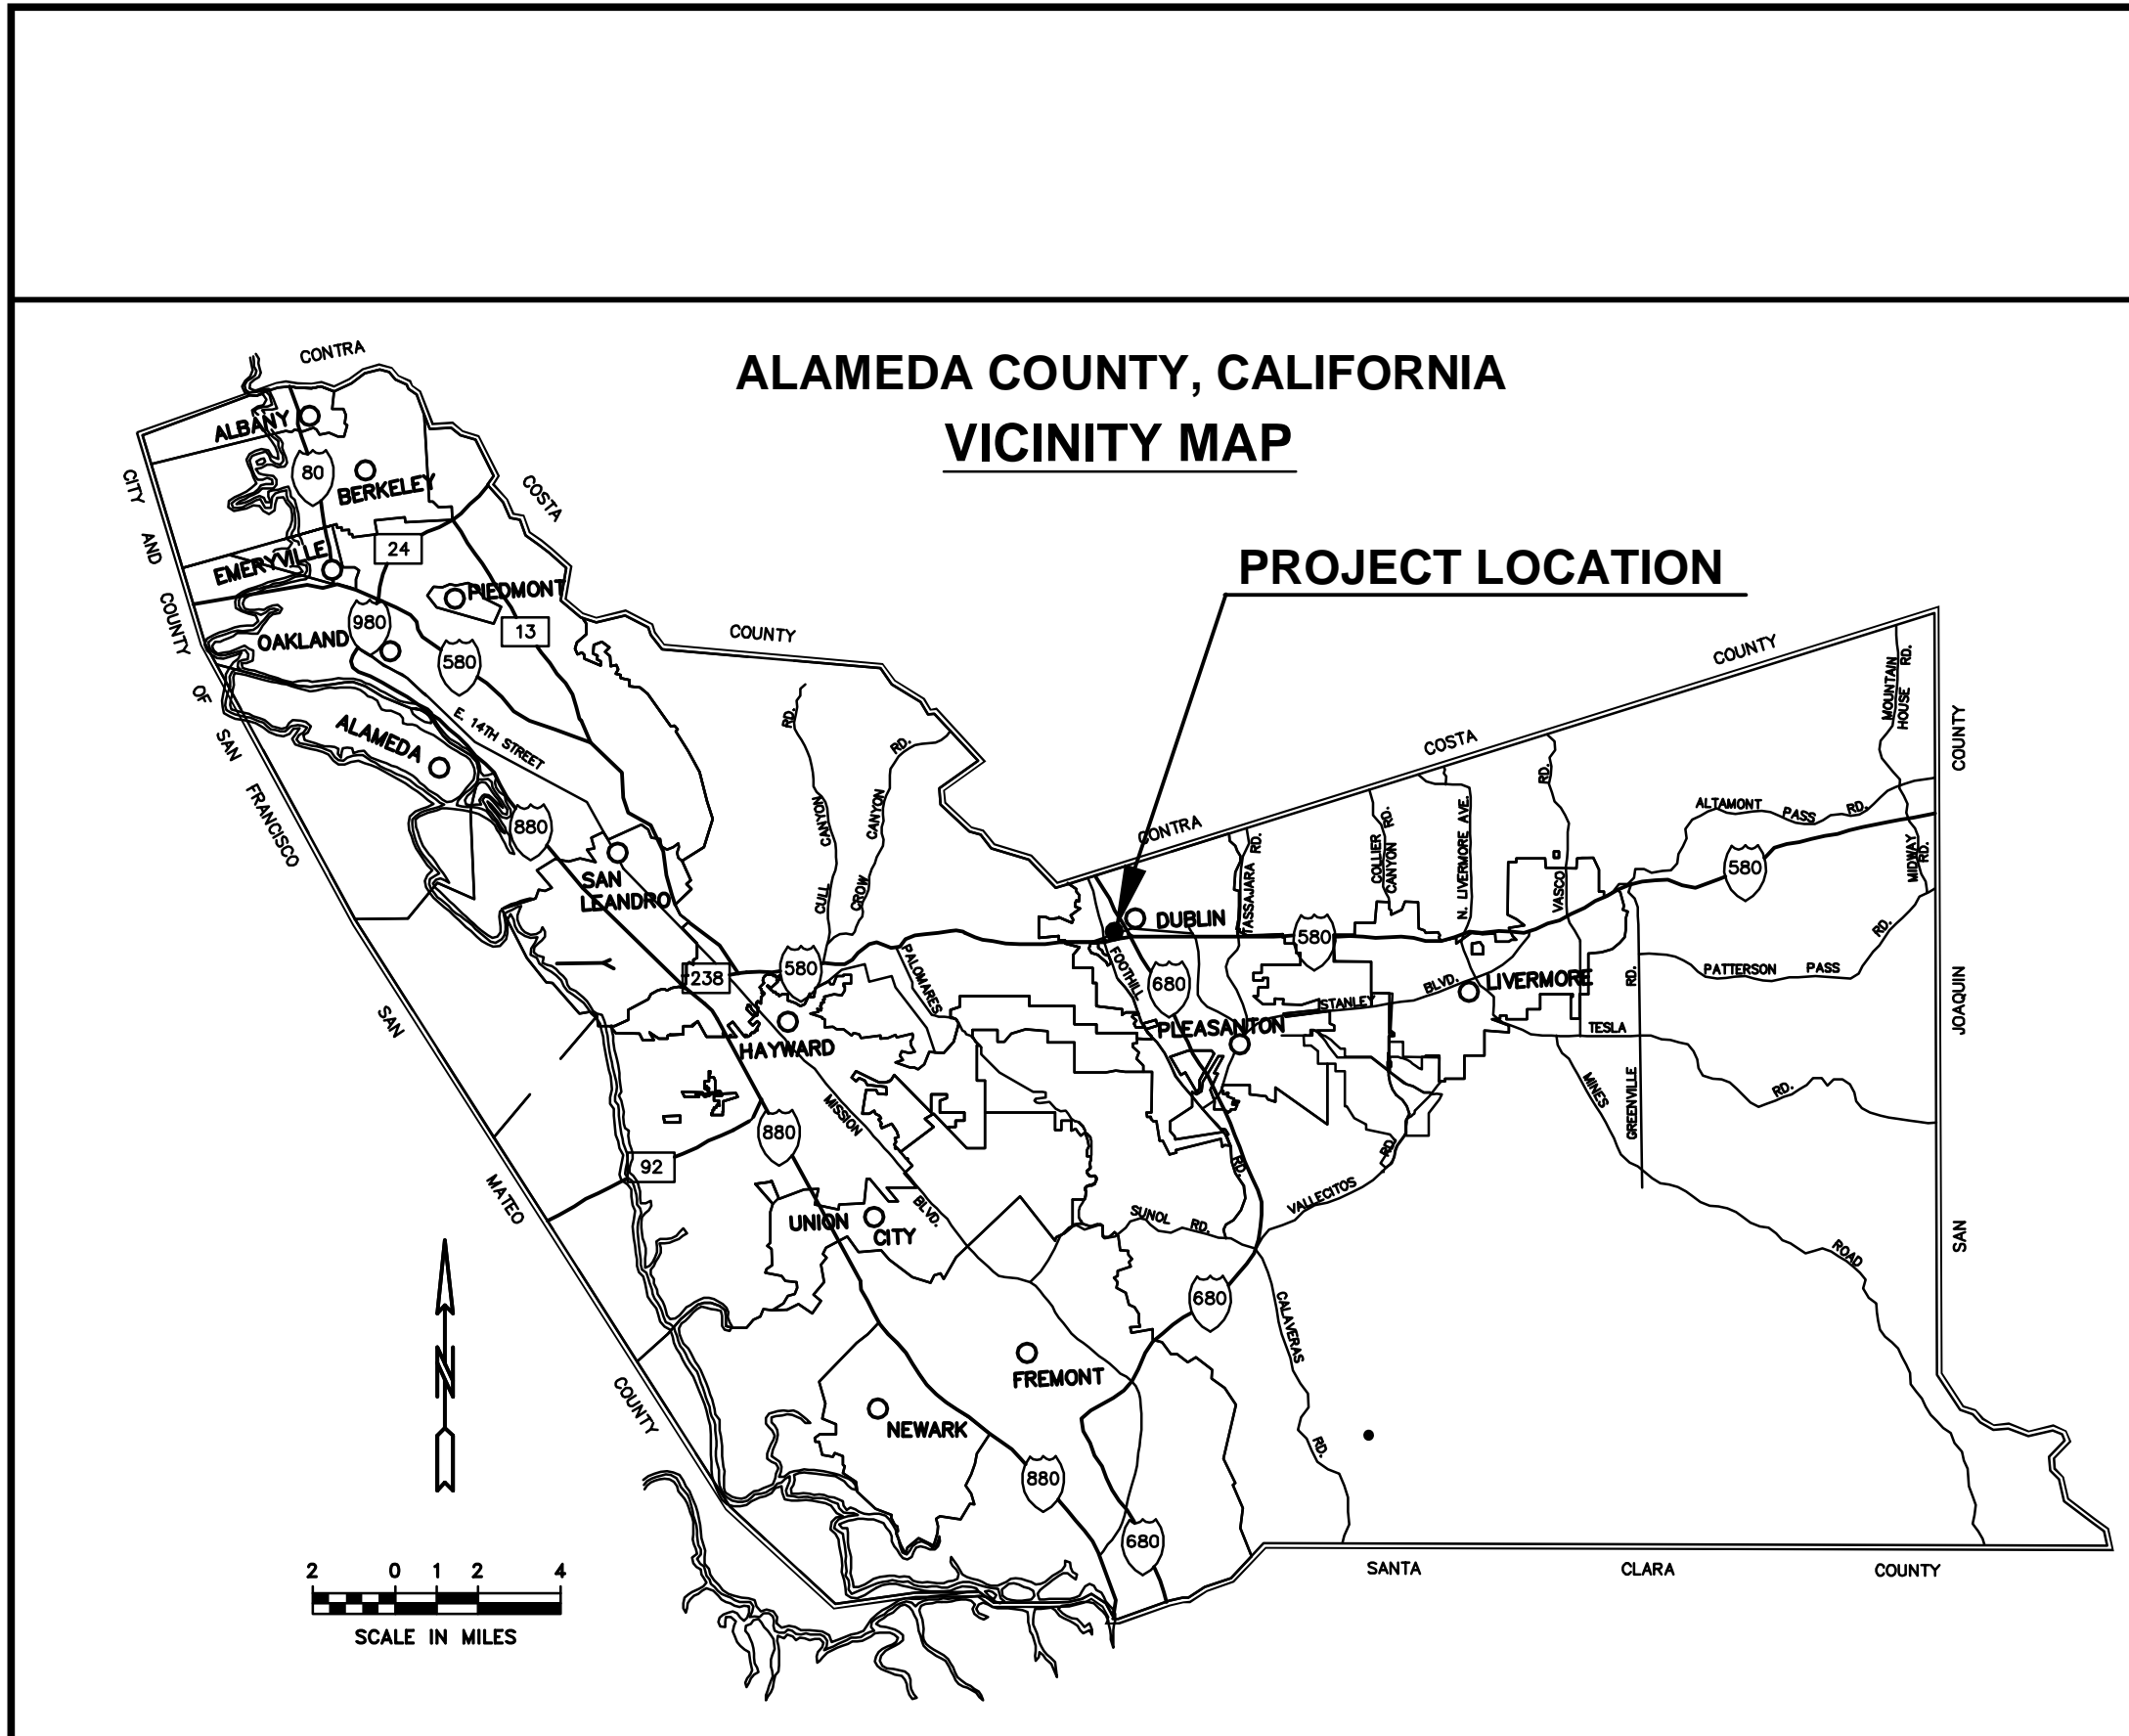 ALAMEDA COUNTY, CALIFORNIA
VICINITY MAP
PROJECT LOCATION
CONTRA
COSTA
COUNTY
CONTRA
COSTA
COUNTY
CITY
AND
COUNTY
OF
SAN
FRANCISCO
SAN
MATEO
COUNTY
COUNTY
JOAQUIN
SAN
SANTA
CLARA
COUNTY
ALBANY
80
BERKELEY
24
EMERYVILLE
PIEDMONT
980
13
OAKLAND
580
ALAMEDA
E. 14TH STREET
880
SAN
LEANDRO
238
580
HAYWARD
CULL
CANYON
RD.
CROW
CANYON
RD.
PALOMARES
MISSION
BLVD.
880
92
UNION
CITY
FREMONT
NEWARK
880
680
680
DUBLIN
FOOTHILL
RD.
680
PLEASANTON
TASSAJARA RD.
580
COLLIER
CANYON
RD.
N. LIVERMORE AVE.
VASCO
RD.
ALTAMONT
PASS
RD.
580
MOUNTAIN
HOUSE
RD.
MIDWAY
RD.
PATTERSON
PASS
RD.
LIVERMORE
STANLEY
BLVD.
TESLA
RD.
MINES
ROAD
GREENVILLE
RD.
VALLECITOS
RD.
SUNOL
RD.
CALAVERAS
RD.
N
2 0 1 2 4
SCALE IN MILES